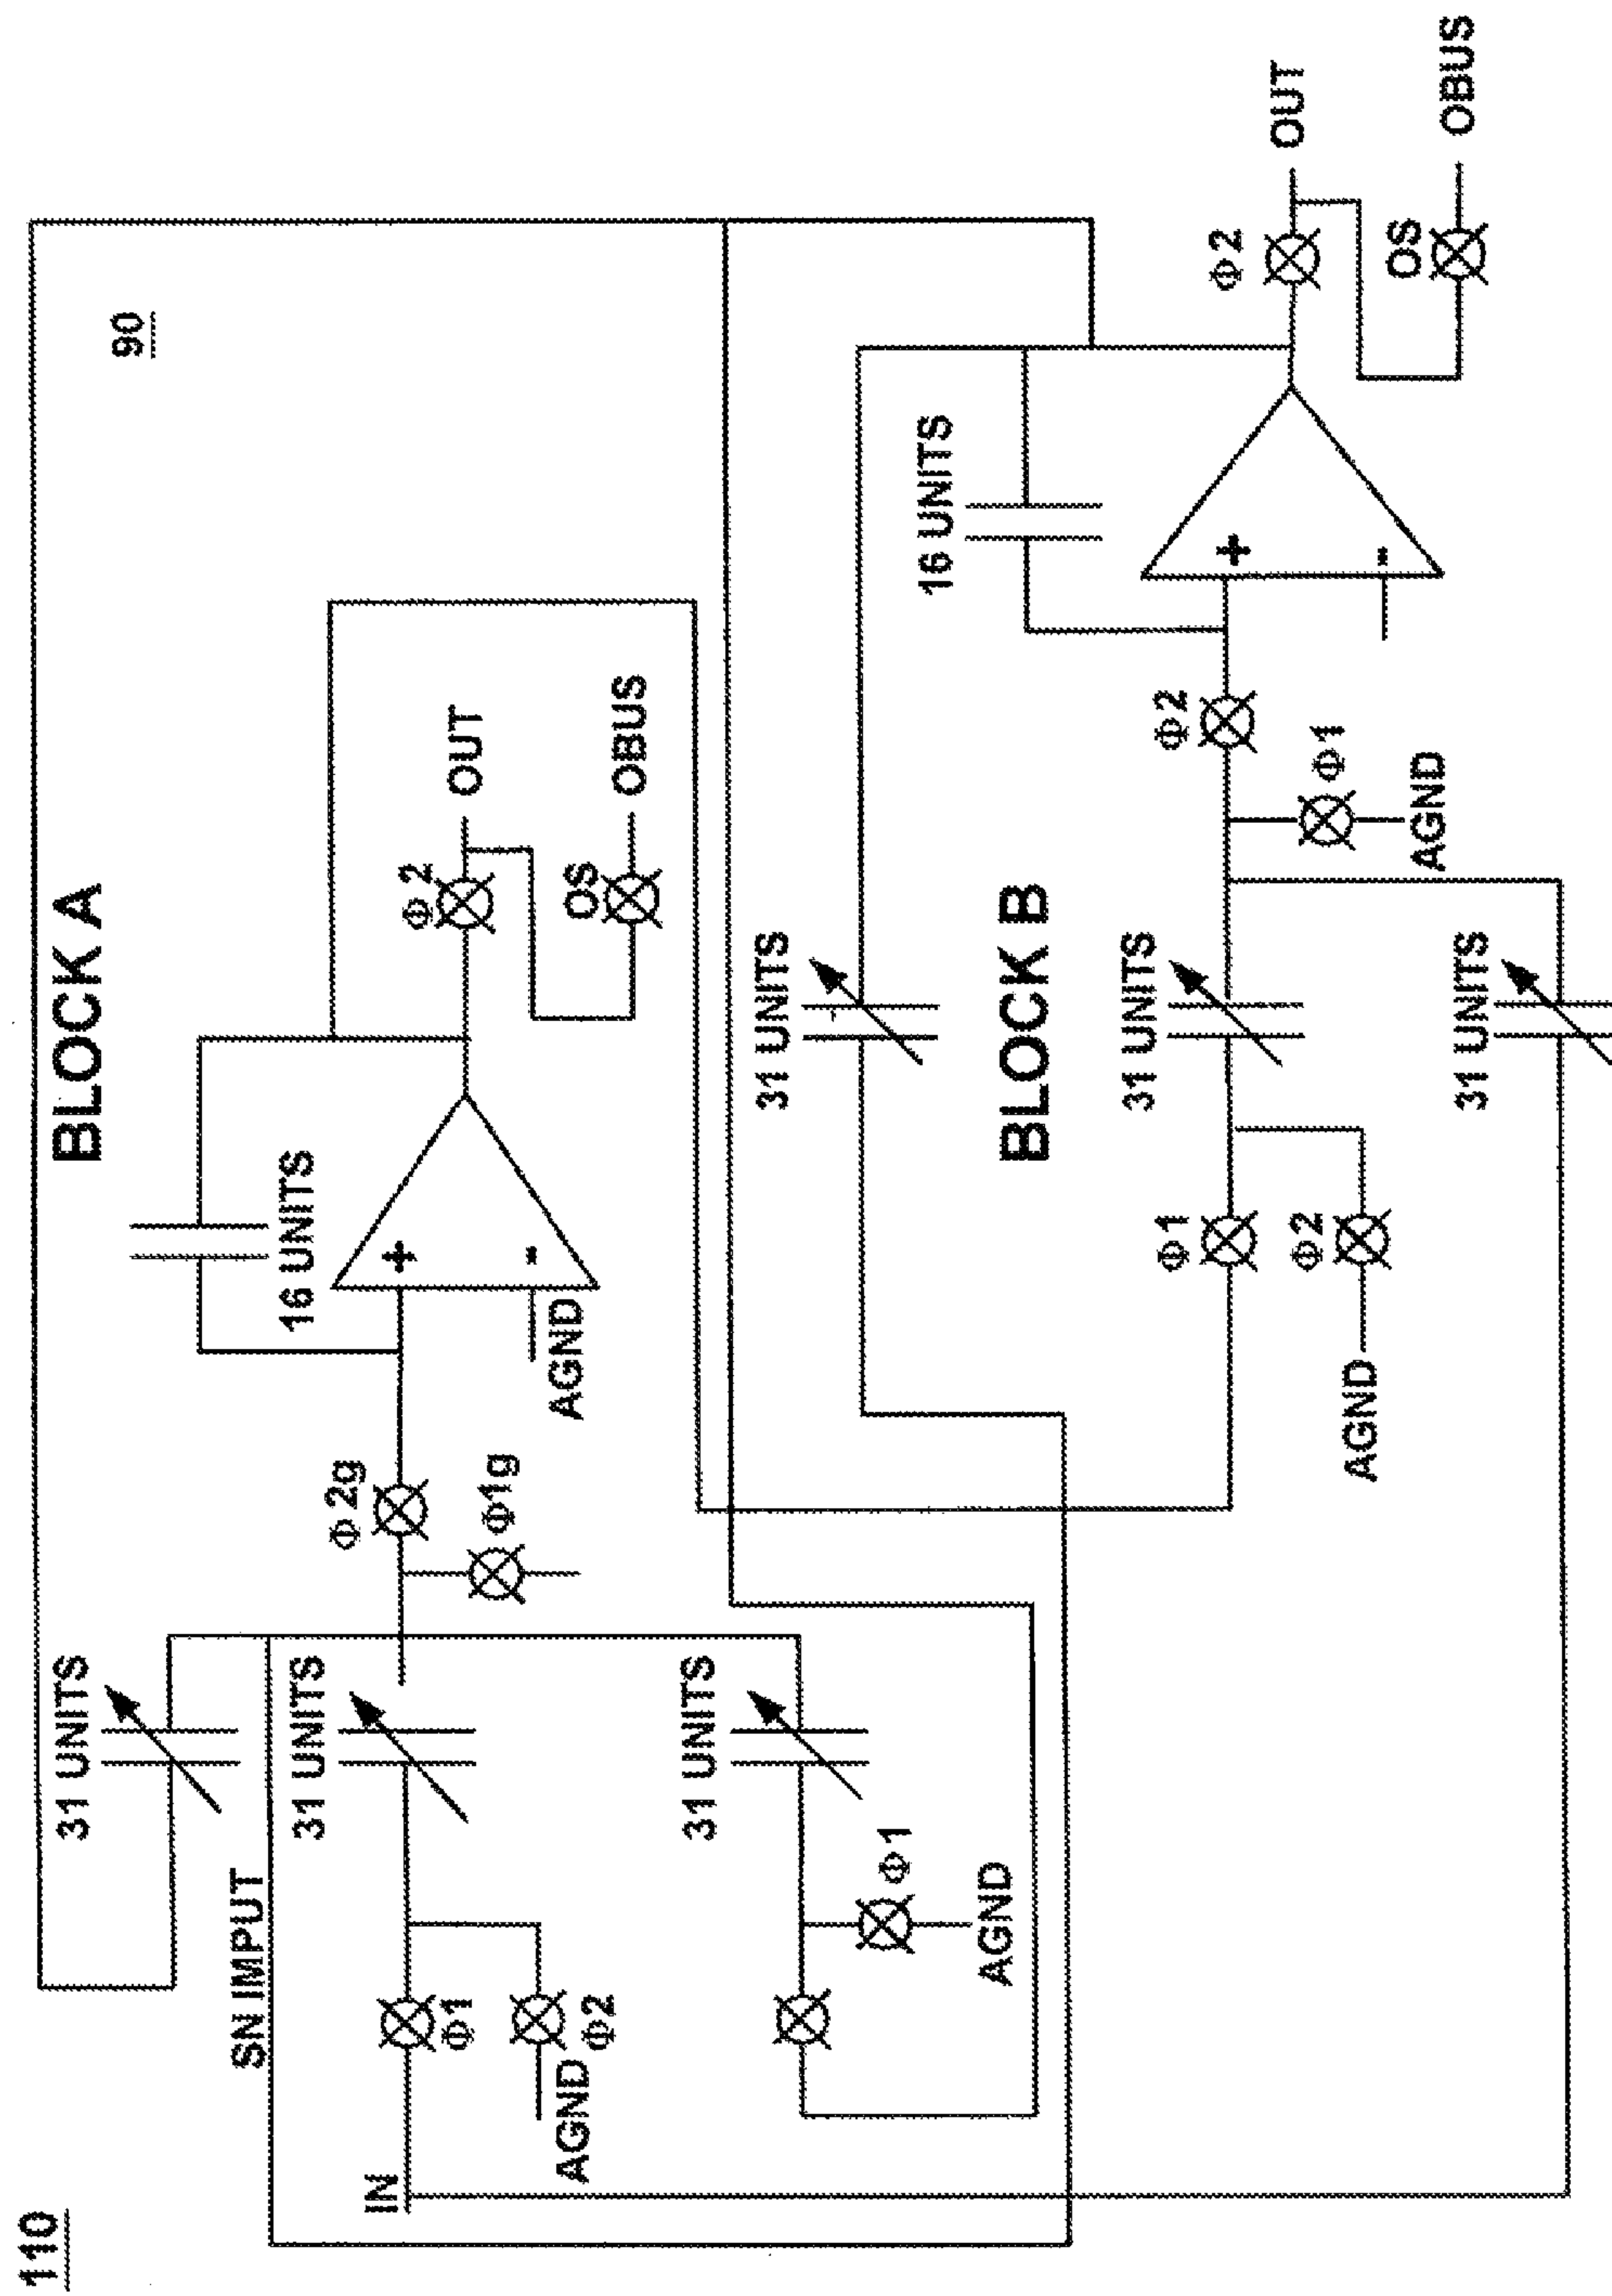 110
90
BLOCK A
31 UNITS
SN IMPUT
31 UNITS
IN
Φ1
AGND
Φ2
31 UNITS
Φ1
AGND
Φ2g
Φ1g
16 UNITS
+
-
AGND
Φ2
OUT
OS
OBUS
BLOCK B
31 UNITS
Φ1
Φ2
AGND
31 UNITS
31 UNITS
Φ2
Φ1
AGND
16 UNITS
+
-
Φ2
OUT
OS
OBUS